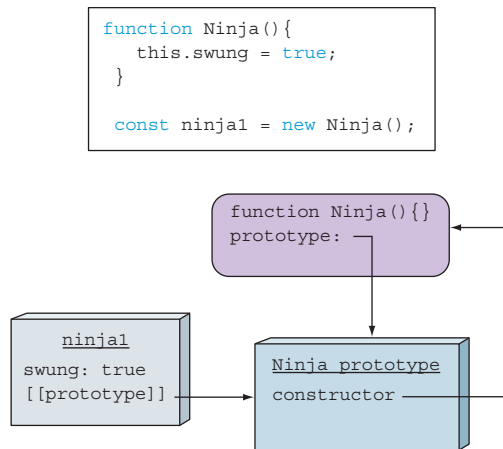 function Ninja(){
this.swung = true;
}
const ninja1 = new Ninja();
function Ninja(){}
prototype:
ninja1
swung: true
[[prototype]]
Ninja prototype
constructor